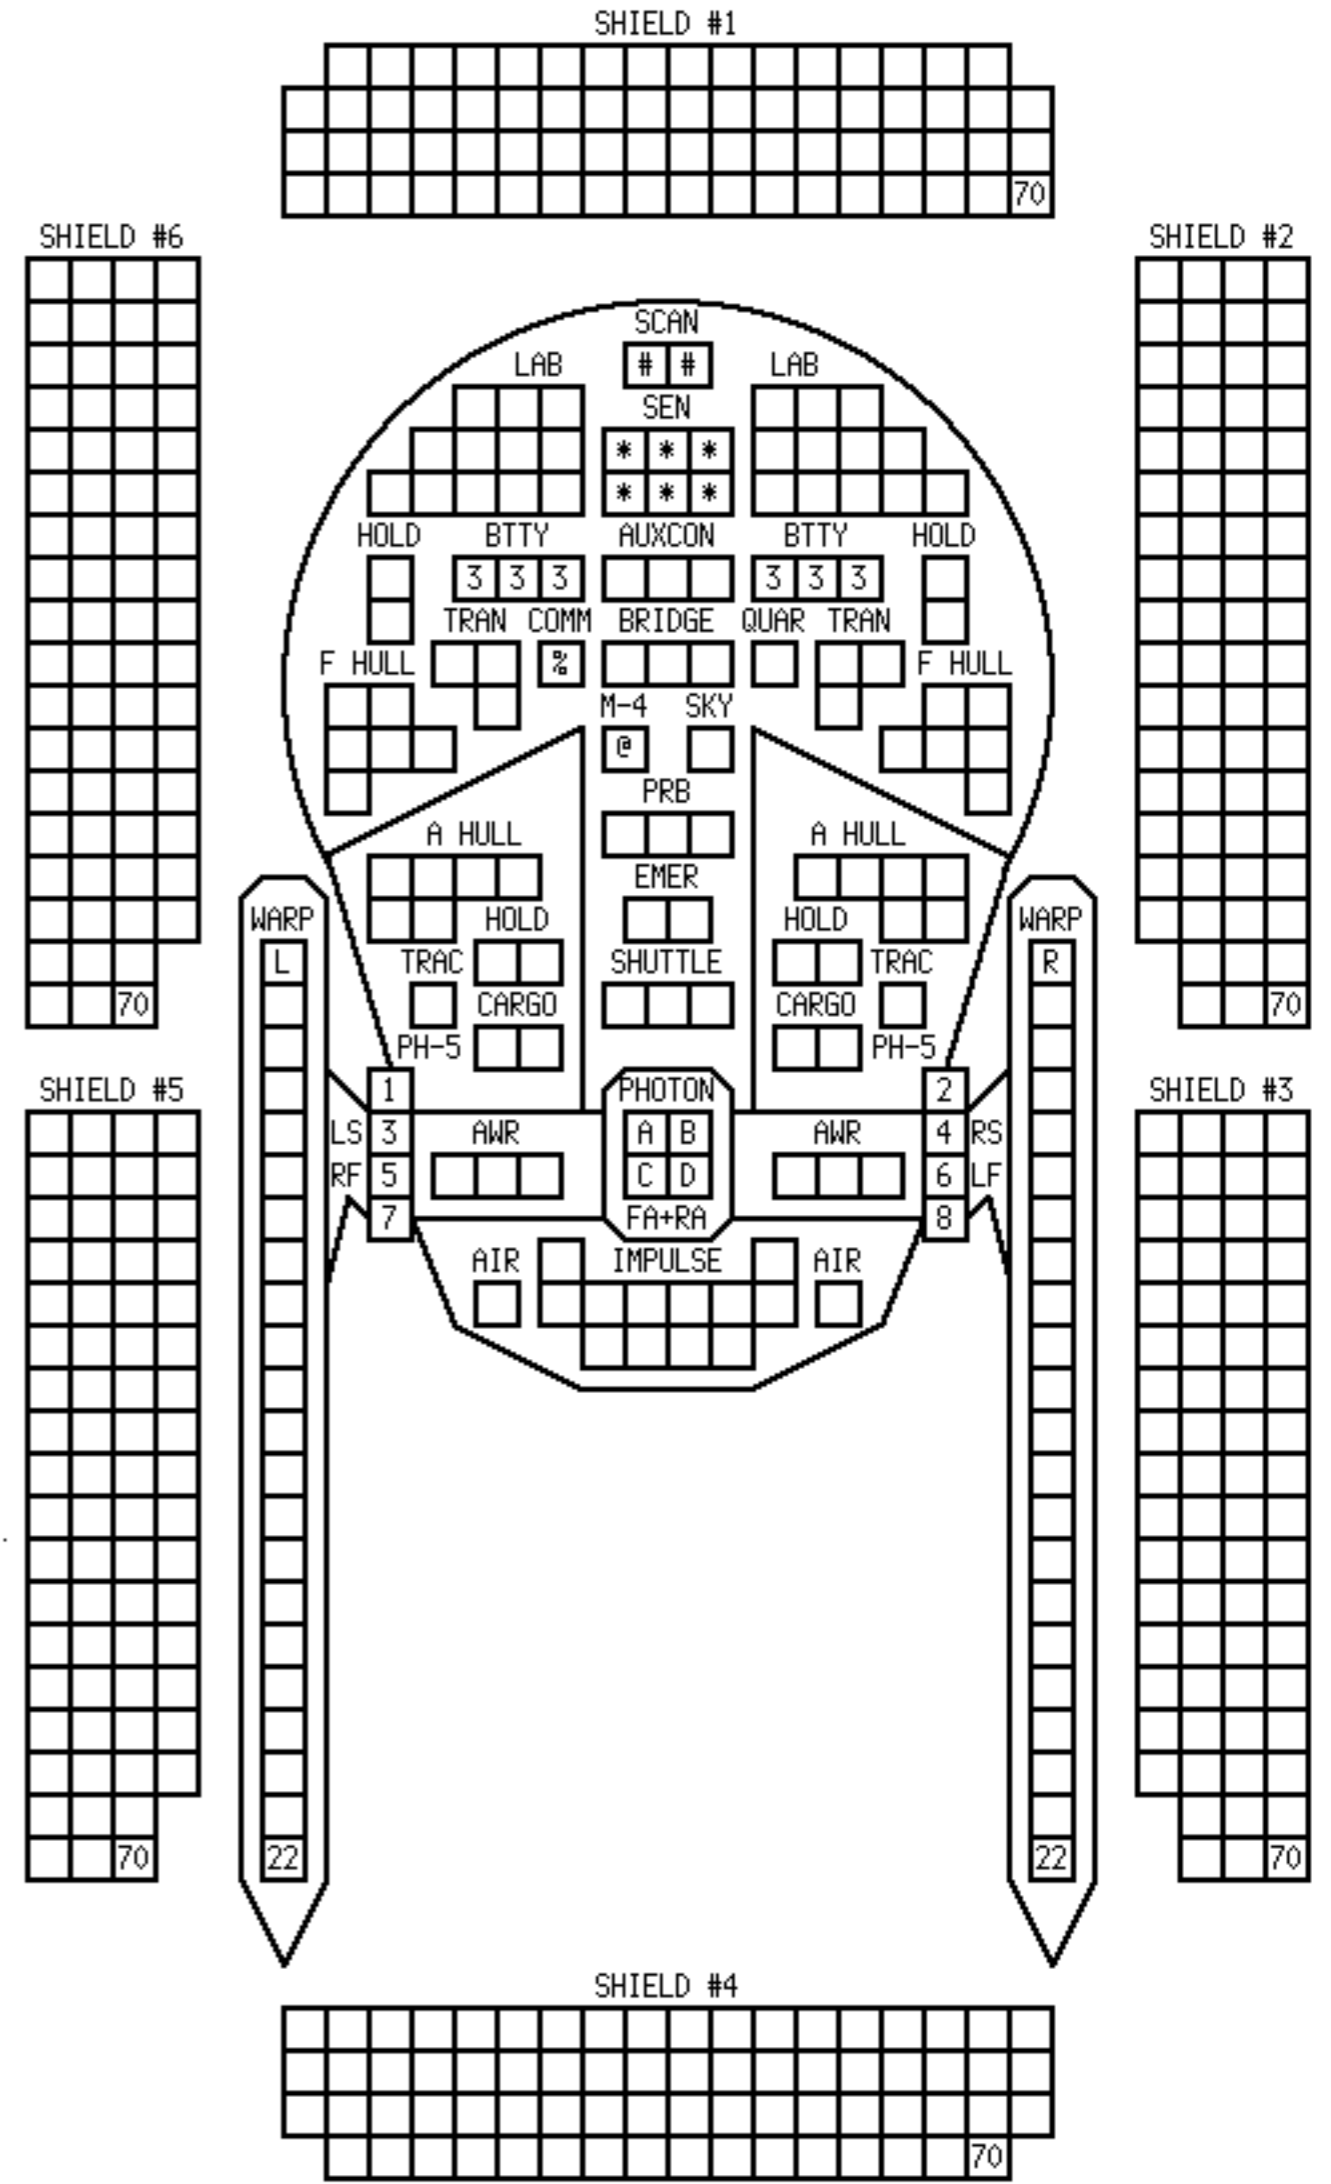 SHIELD #1
70
SHIELD #6 SHIELD #2
SCAN
LAB # # LAB
SEN
* * *
* * *
HOLD BTTY AUXCON BTTY HOLD
3 3 3 3 3 3
TRAN COMM BRIDGE QUAR TRAN
F HULL % F HULL
M-4 SKY
@
PRB
A HULL A HULL
EMER
WARP HOLD HOLD WARP
L TRAC SHUTTLE TRAC R
70 CARGO CARGO 70
PH-5 PH-5
SHIELD #5 1 PHOTON 2 SHIELD #3
LS 3 AWR A B AWR 4 RS
RF 5 C D 6 LF
7 FA+RA 8
AIR IMPULSE AIR
70 22 22 70
SHIELD #4
70